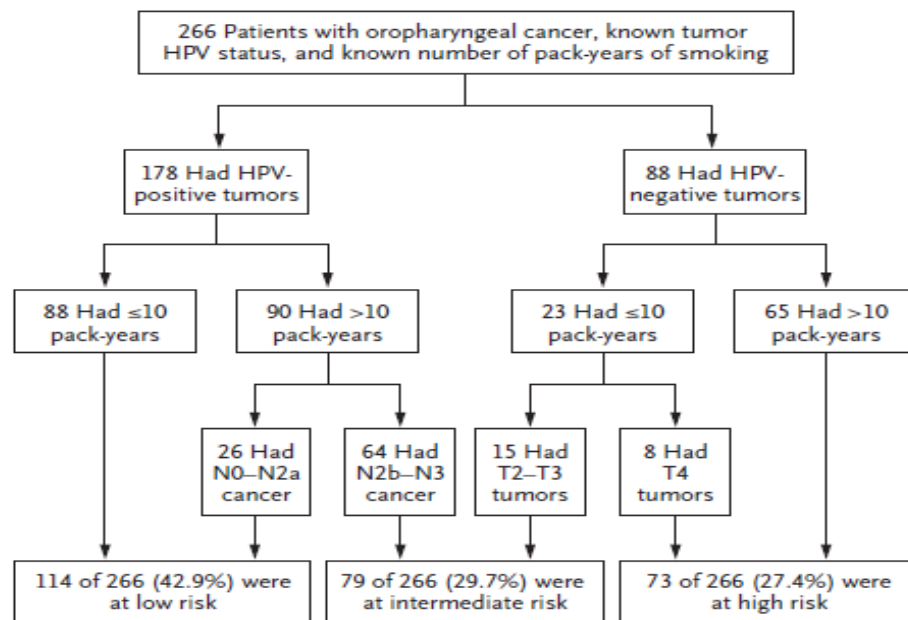 266 Patients with oropharyngeal cancer, known tumor
HPV status, and known number of pack-years of smoking
178 Had HPV-
positive tumors
88 Had HPV-
negative tumors
88 Had ≤10
pack-years
90 Had >10
pack-years
23 Had ≤10
pack-years
65 Had >10
pack-years
26 Had
N0–N2a
cancer
64 Had
N2b–N3
cancer
15 Had
T2–T3
tumors
8 Had
T4
tumors
114 of 266 (42.9%) were
at low risk
79 of 266 (29.7%) were
at intermediate risk
73 of 266 (27.4%) were
at high risk